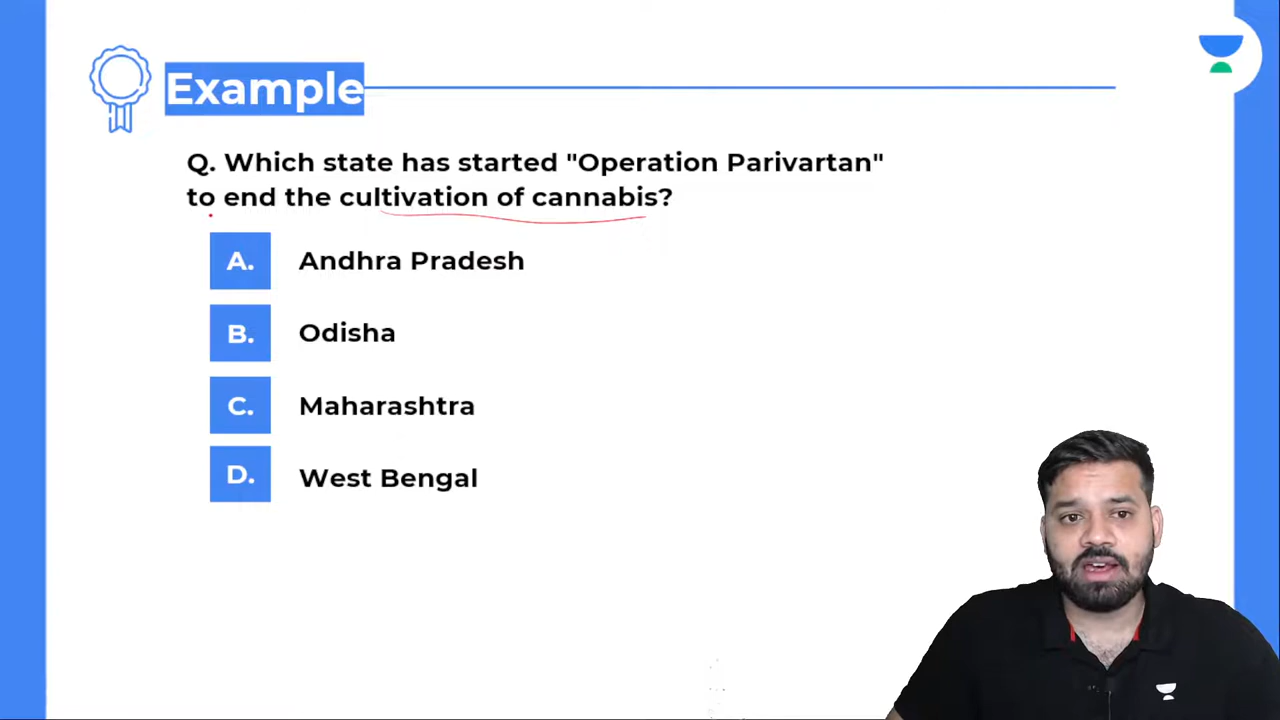 Example
Q. Which state has started "Operation Parivartan"
to end the cultivation of cannabis?
A. Andhra Pradesh
B. Odisha
C. Maharashtra
D. West Bengal